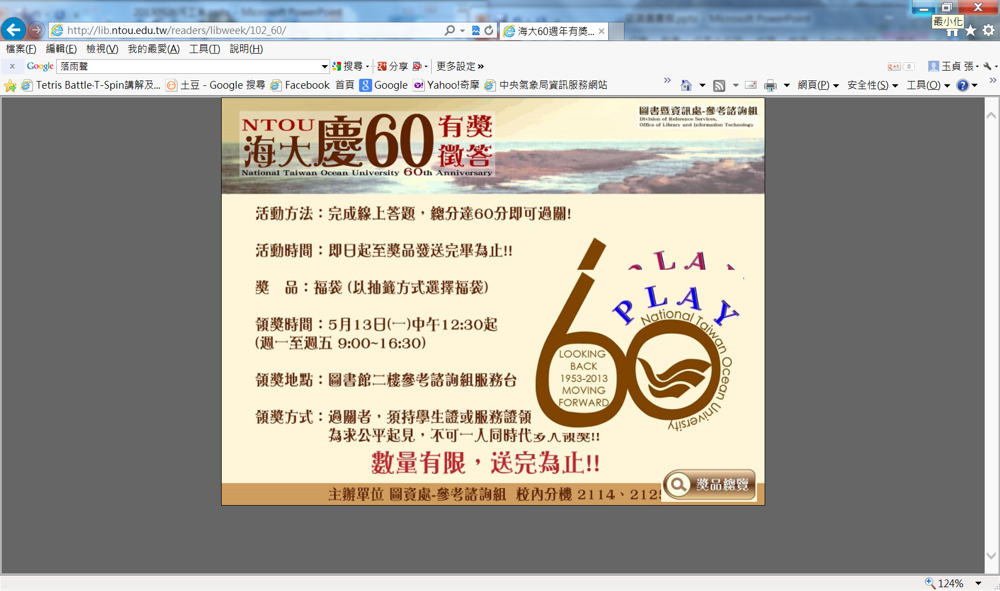 最小化
http://lib.ntou.edu.tw/readers/libweek/102_60/
海大60週年有獎...
檔案(F) 編輯(E) 檢視(V) 我的最愛(A) 工具(T) 說明(H)
x Google 落雨聲 搜尋 分享 更多設定 » +1 0 玉貞 張
Tetris Battle-T-Spin講解及... 土豆 - Google 搜尋 Facebook 首頁 Google Yahoo!奇摩 中央氣象局資訊服務網站 » 網頁(P) 安全性(S) 工具(O) »
NTOU
海大慶60
有獎
徵答
National Taiwan Ocean University 60th Anniversary
圖書暨資訊處-參考諮詢組
Division of Reference Services,
Office of Library and Information Technology
活動方法：完成線上答題，總分達60分即可過關!
活動時間：即日起至獎品發送完畢為止!!
獎 品：福袋 (以抽籤方式選擇福袋)
領獎時間：5月13日(一)中午12:30起
(週一至週五 9:00~16:30)
領獎地點：圖書館二樓參考諮詢組服務台
領獎方式：過關者，須持學生證或服務證領
為求公平起見，不可一人同時代多人領獎!!
數量有限，送完為止!!
PLAY
PLAY
National Taiwan Ocean University
LOOKING
BACK
1953-2013
MOVING
FORWARD
獎品總覽
主辦單位 圖資處-參考諮詢組 校內分機 2114、2125
124%